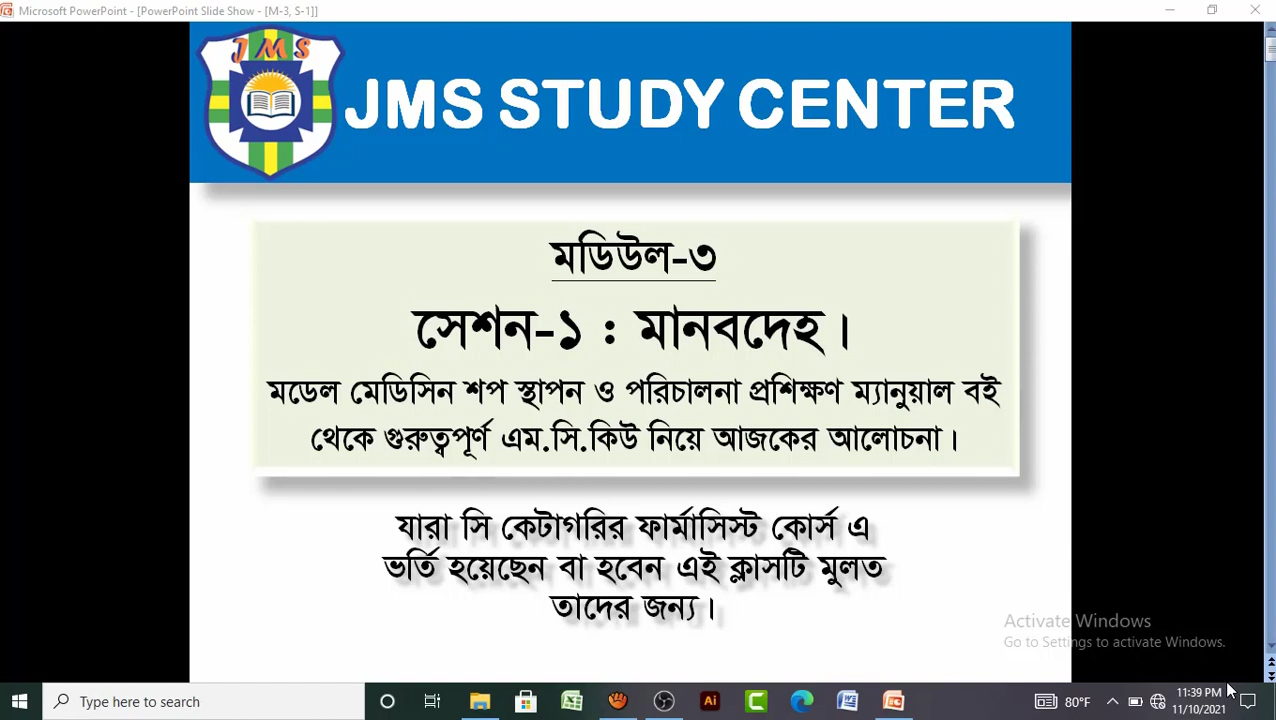 Microsoft PowerPoint - [PowerPoint Slide Show - [M-3, S-1]]
JMS
JMS STUDY CENTER
মডিউল-৩
সেশন-১ : মানবদেহ।
মডেল মেডিসিন শপ স্থাপন ও পরিচালনা প্রশিক্ষণ ম্যানুয়াল বই
থেকে গুরুত্বপূর্ণ এম.সি.কিউ নিয়ে আজকের আলোচনা।
যারা সি কেটাগরির ফার্মাসিস্ট কোর্স এ
ভর্তি হয়েছেন বা হবেন এই ক্লাসটি মুলত
তাদের জন্য।
Activate Windows
Go to Settings to activate Windows.
Type here to search
Ai
80°F
11:39 PM
11/10/2021